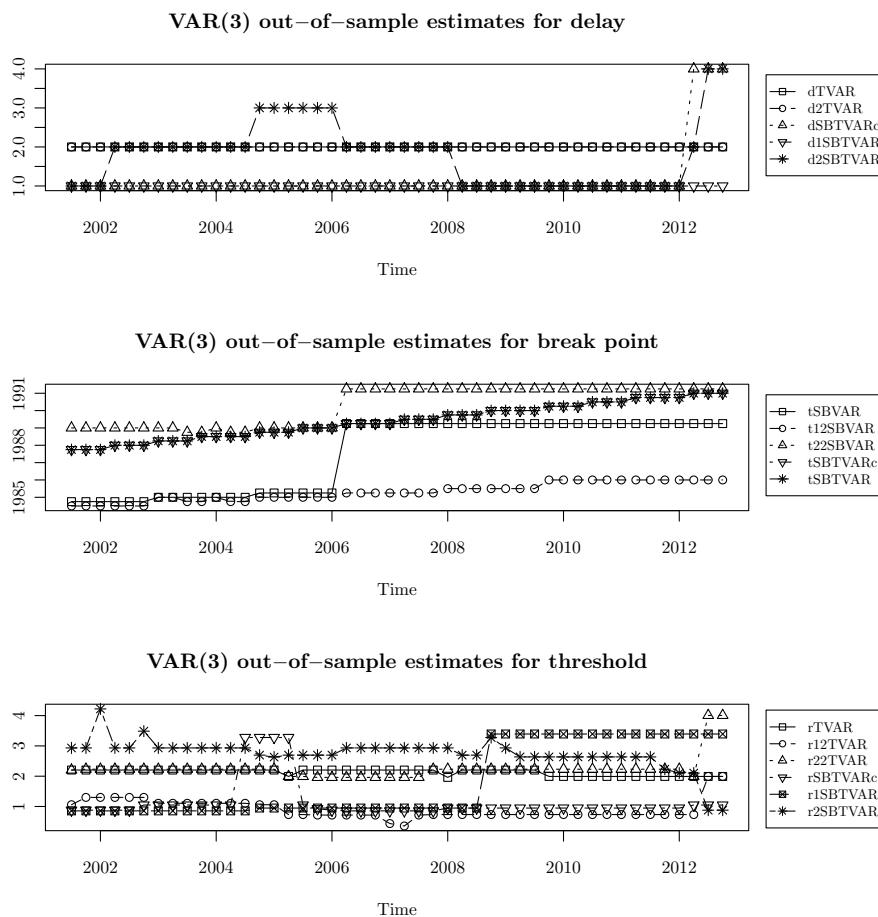 VAR(3) out−of−sample estimates for delay
4.0
3.0
2.0
1.0
2002 2004 2006 2008 2010 2012
Time
dTVAR
d2TVAR
dSBTVARc
d1SBTVAR
d2SBTVAR
VAR(3) out−of−sample estimates for break point
1991
1988
1985
2002 2004 2006 2008 2010 2012
Time
tSBVAR
t12SBVAR
t22SBVAR
tSBTVARc
tSBTVAR
VAR(3) out−of−sample estimates for threshold
4
3
2
1
2002 2004 2006 2008 2010 2012
Time
rTVAR
r12TVAR
r22TVAR
rSBTVARc
r1SBTVAR
r2SBTVAR